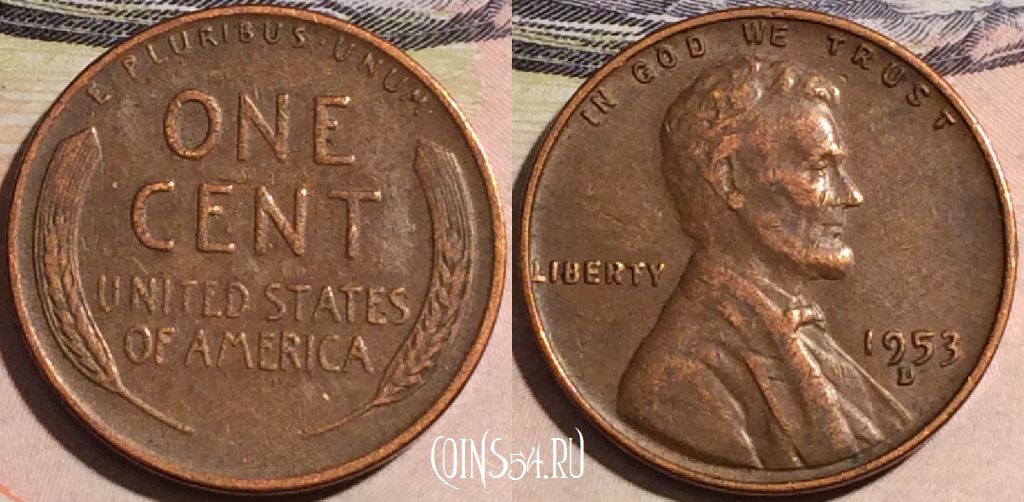 E·PLURIBUS·UNUM
ONE
CENT
UNITED STATES
OF AMERICA
IN GOD WE TRUST
LIBERTY
1953
D
COINS54.RU